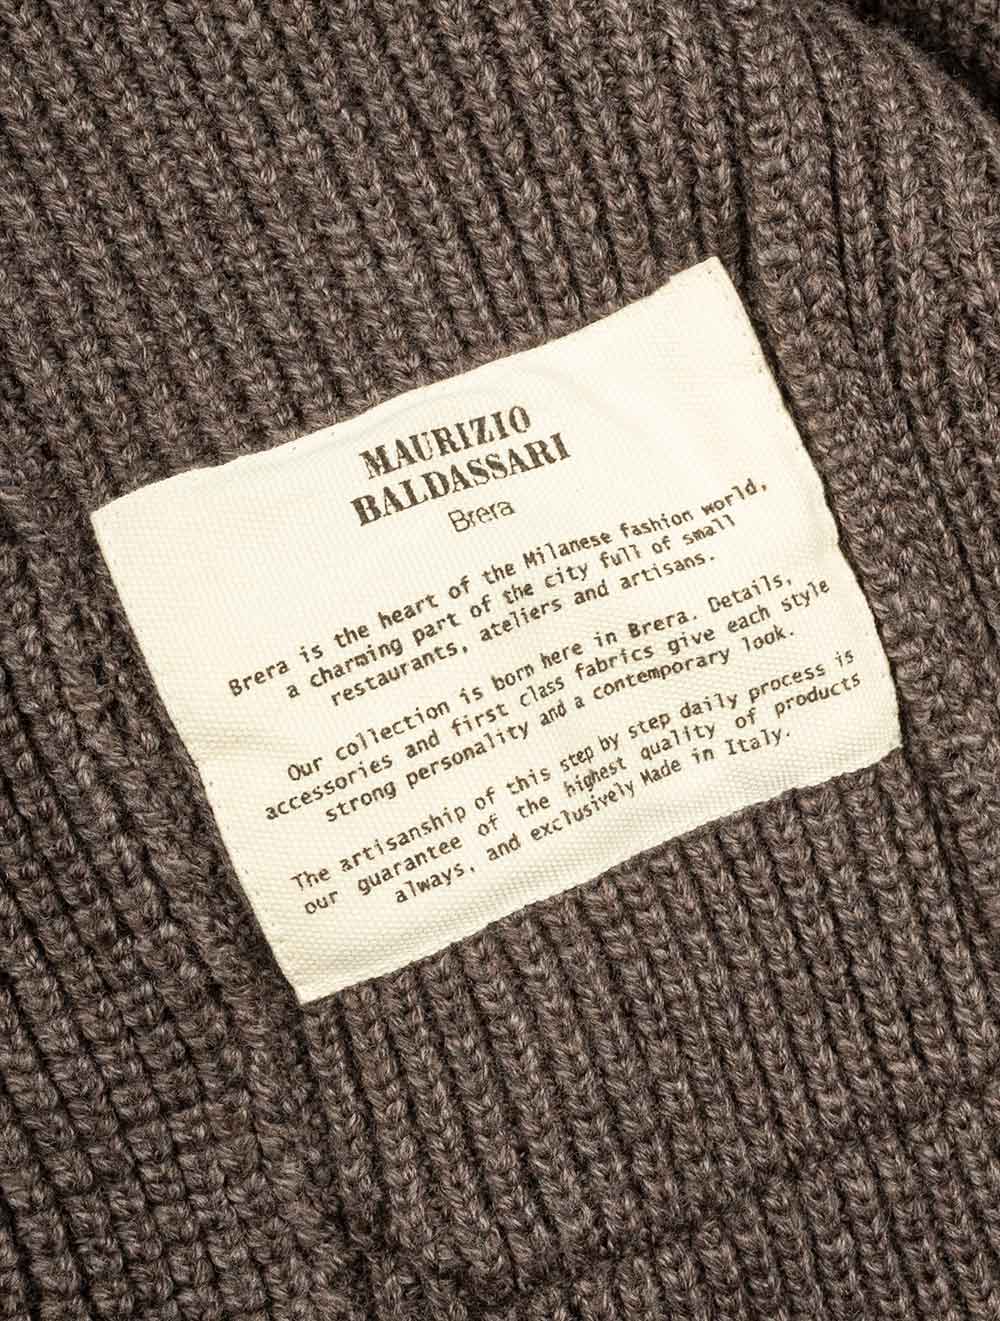 MAURIZIO
BALDASSARI
Brera
Brera is the heart of the Milanese fashion world,
a charming part of the city full of small
restaurants, ateliers and artisans.
Our collection is born here in Brera. Details,
accessories and first class fabrics give each style
strong personality and a contemporary look.
The artisanship of this step by step daily process is
our guarantee of the highest quality of products
always, and exclusively Made in Italy.